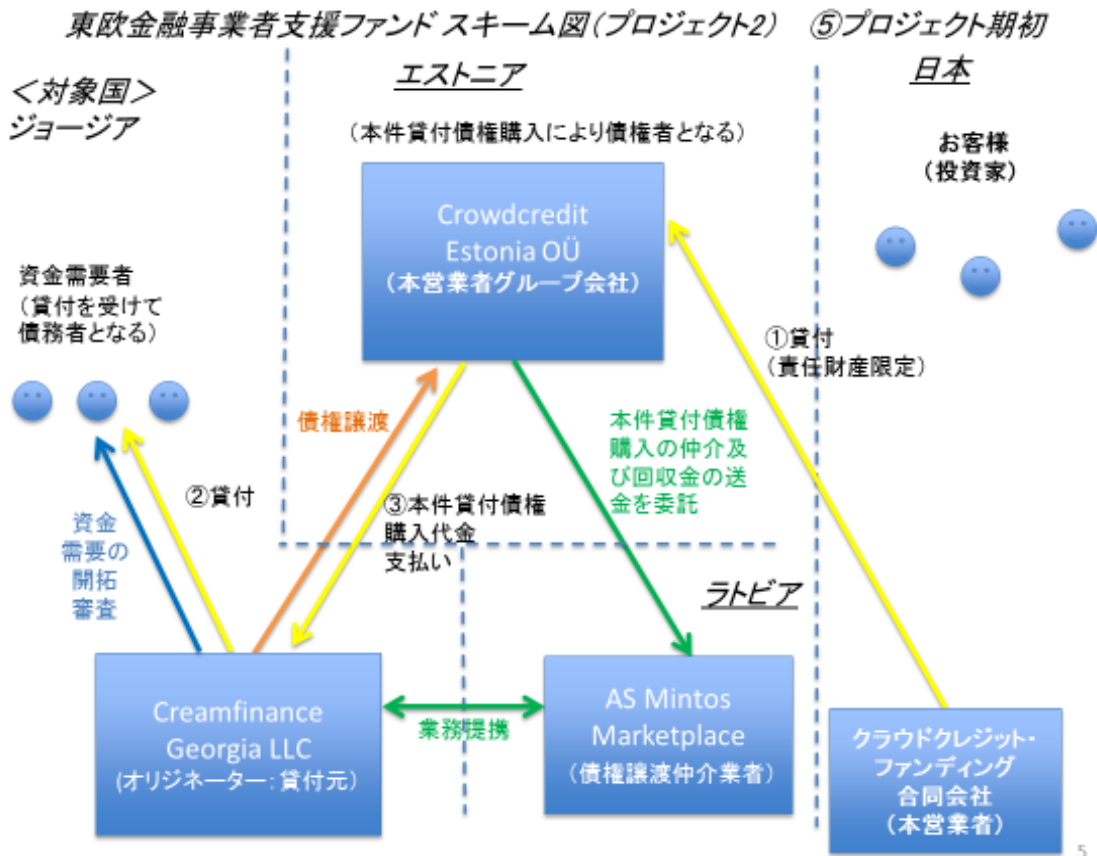 東欧金融事業者支援ファンド スキーム図(プロジェクト2) ⑤プロジェクト期初
<対象国>
ジョージア
エストニア
日本
(本件貸付債権購入により債権者となる)
お客様
(投資家)
Crowdcredit
Estonia OÜ
(本営業者グループ会社)
資金需要者
(貸付を受けて
債務者となる)
①貸付
(責任財産限定)
債権譲渡
本件貸付債権
購入の仲介及
び回収金の送
金を委託
②貸付
③本件貸付債権
購入代金
支払い
資金
需要の
開拓
審査
ラトビア
Creamfinance
Georgia LLC
(オリジネーター:貸付元)
業務提携
AS Mintos
Marketplace
(債権譲渡仲介業者)
クラウドクレジット・
ファンディング
合同会社
(本営業者)
5